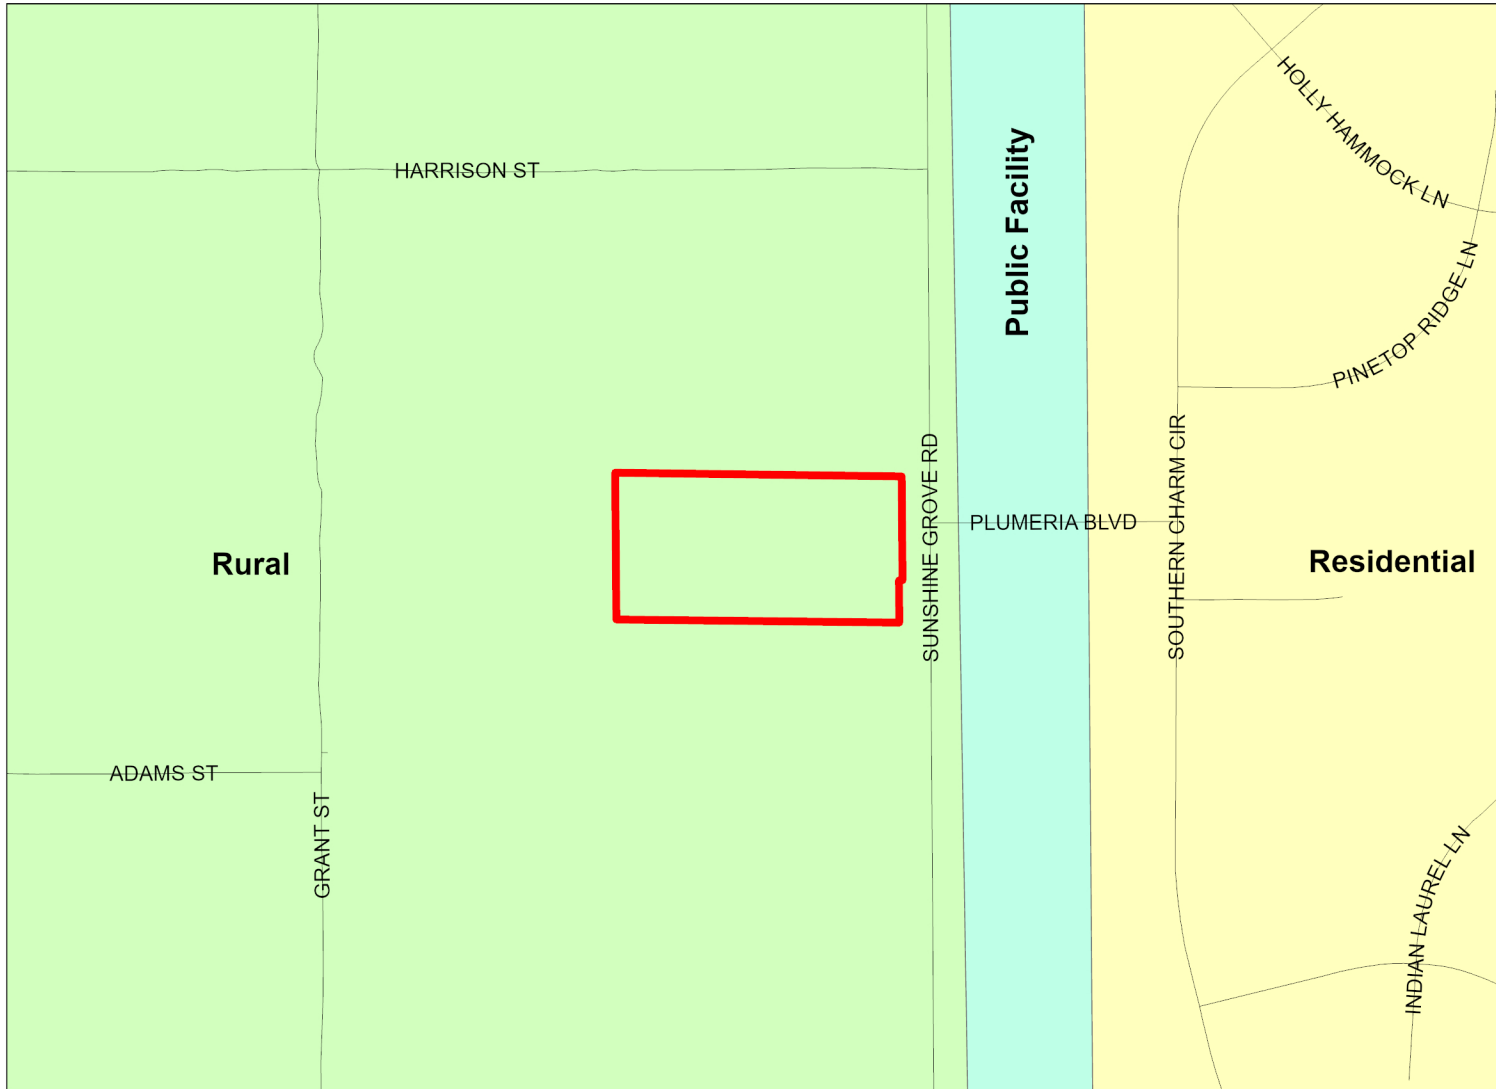 HARRISON ST
HOLLY HAMMOCK LN
Public Facility
PINETOP RIDGE LN
SUNSHINE GROVE RD
SOUTHERN CHARM CIR
PLUMERIA BLVD
Rural
Residential
ADAMS ST
GRANT ST
INDIAN LAUREL LN